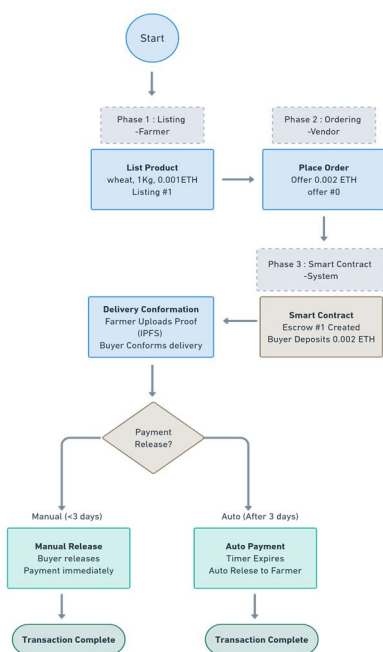 Start
Phase 1 : Listing
-Farmer
Phase 2 : Ordering
-Vendor
List Product
wheat, 1Kg, 0.001ETH
Listing #1
Place Order
Offer 0.002 ETH
offer #0
Phase 3 : Smart Contract
-System
Delivery Conformation
Farmer Uploads Proof
(IPFS)
Buyer Conforms delivery
Smart Contract
Escrow #1 Created
Buyer Deposits 0.002 ETH
Payment
Release?
Manual (<3 days)
Auto (After 3 days)
Manual Release
Buyer releases
Payment immediately
Auto Payment
Timer Expires
Auto Relese to Farmer
Transaction Complete
Transaction Complete